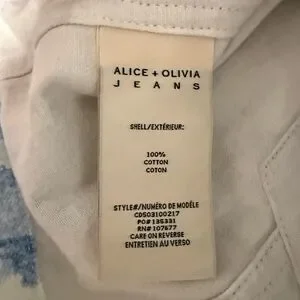 ALICE + OLIVIA
JEANS
SHELL/EXTÉRIEUR:
100%
COTTON
COTON
STYLE#/NUMÉRO DE MODÈLE
CD503100217
PO# 135331
RN# 107677
CARE ON REVERSE
ENTRETIEN AU VERSO